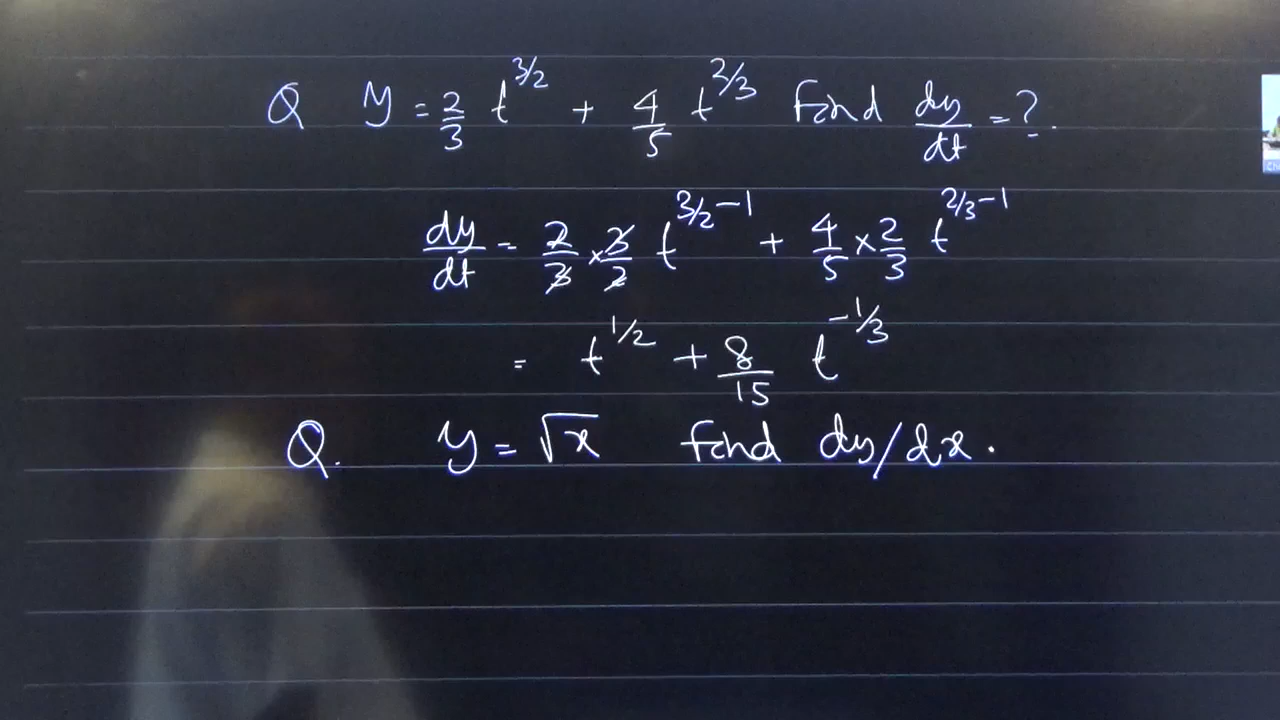 Q y = 2/3 t^3/2 + 4/5 t^2/3 Find dy/dt = ?
dy/dt = 2/3 × 3/2 t^3/2 - 1 + 4/5 × 2/3 t^2/3 - 1
= t^1/2 + 8/15 t^-1/3
Q. y = √x Find dy/dx.